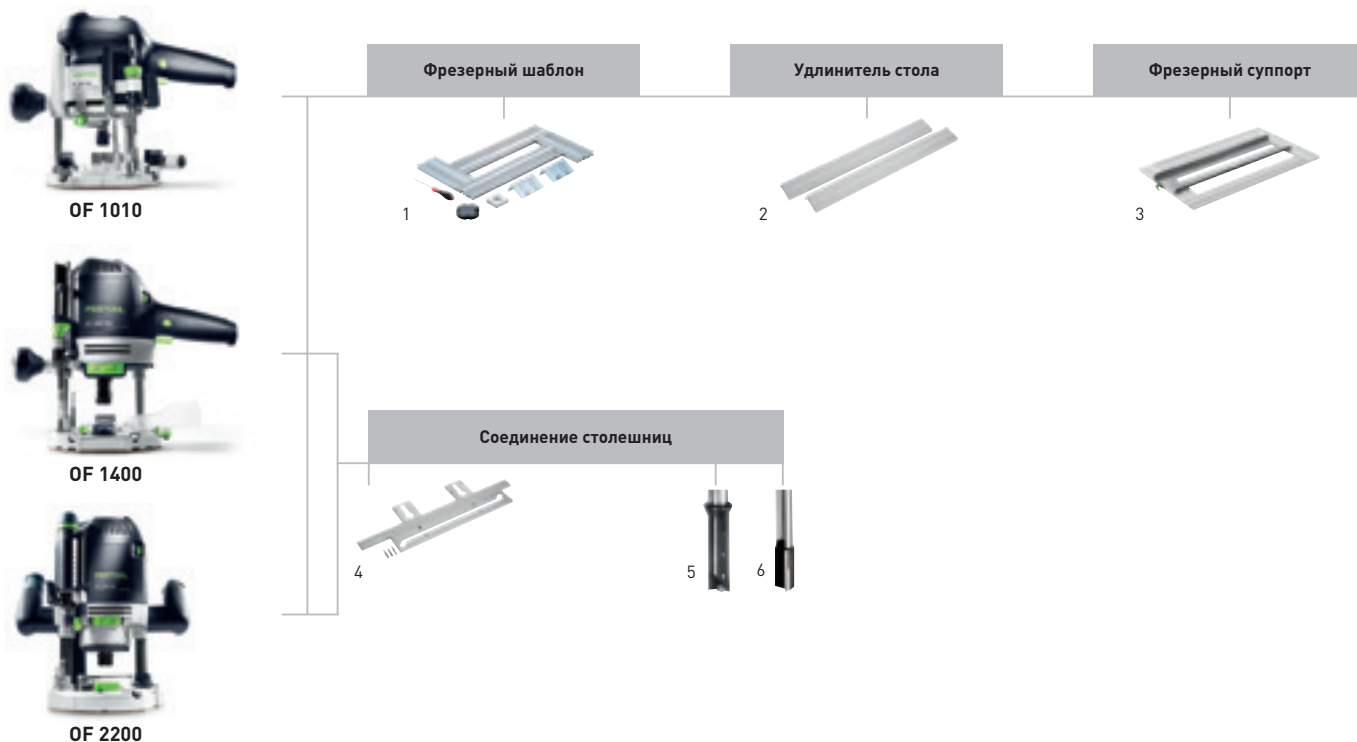 Фрезерный шаблон
Удлинитель стола
Фрезерный суппорт
1
2
3
OF 1010
OF 1400
Соединение столешниц
4
5
6
OF 2200